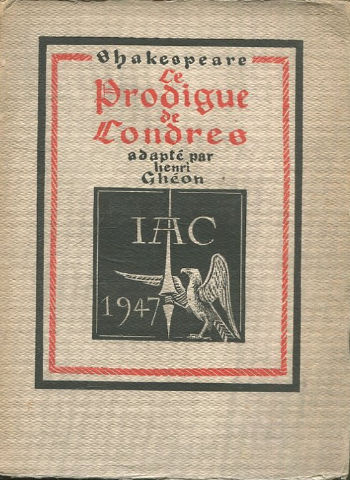 Shakespeare
Le
Prodigue
de
Londres
adapté par
henri
Ghéon
IAC
1947